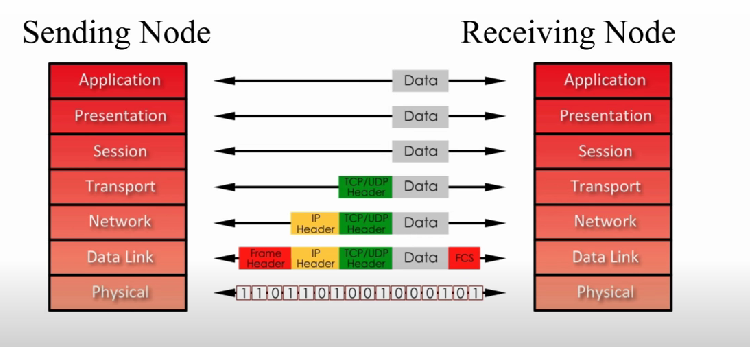 Sending Node
Receiving Node
Application
Data
Application
Presentation
Data
Presentation
Session
Data
Session
Transport
TCP/UDP
Header
Data
Transport
Network
IP
Header
TCP/UDP
Header
Data
Network
Data Link
Frame
Header
IP
Header
TCP/UDP
Header
Data
FCS
Data Link
Physical
1 1 0 1 1 0 1 0 0 1 0 0 0 1 0 1
Physical